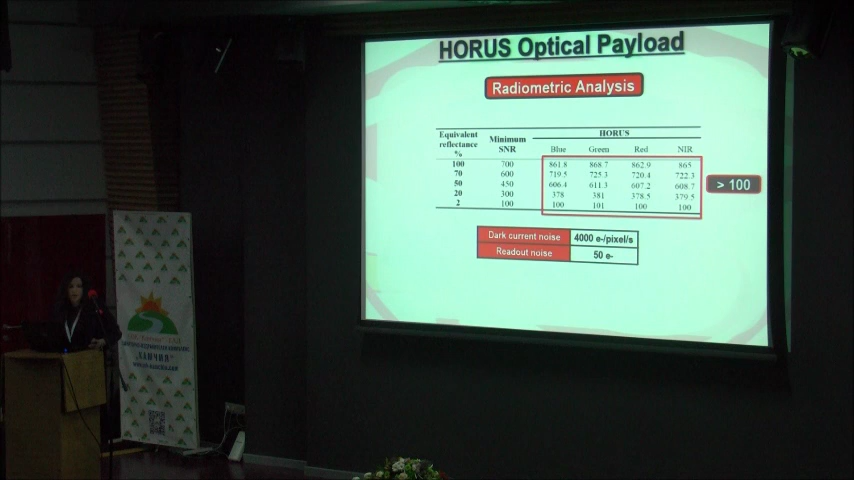 HORUS Optical Payload
Radiometric Analysis
Equivalent reflectance % Minimum SNR HORUS
Blue Green Red NIR
100 700 861.8 868.7 862.9 865
70 600 719.5 725.3 720.4 722.3
50 450 606.4 611.3 607.2 608.7
20 300 378 381 378.5 379.5
2 100 100 101 100 100
> 100
Dark current noise 4000 e-/pixel/s
Readout noise 50 e-
"КАМЧИЯ"